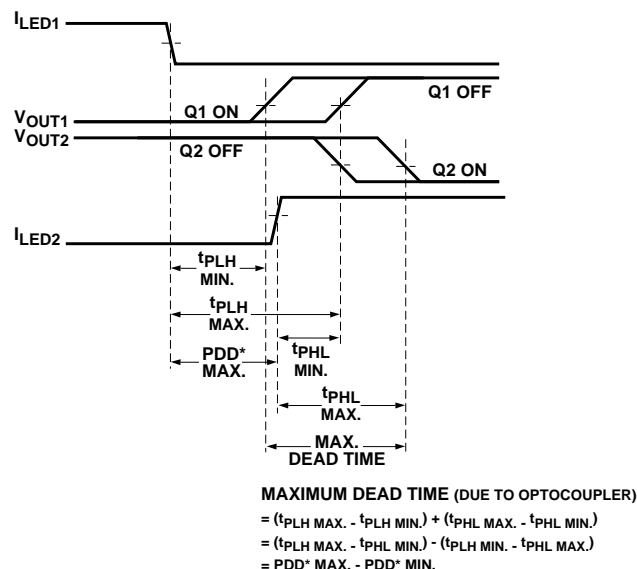 ILED1
VOUT1
Q1 ON
Q1 OFF
VOUT2
Q2 OFF
Q2 ON
ILED2
tPLH
MIN.
tPLH
MAX.
PDD*
MAX.
tPHL
MIN.
tPHL
MAX.
MAX.
DEAD TIME
MAXIMUM DEAD TIME (DUE TO OPTOCOUPLER)
= (tPLH MAX. - tPLH MIN.) + (tPHL MAX. - tPHL MIN.)
= (tPLH MAX. - tPHL MIN.) - (tPLH MIN. - tPHL MAX.)
= PDD* MAX. - PDD* MIN.